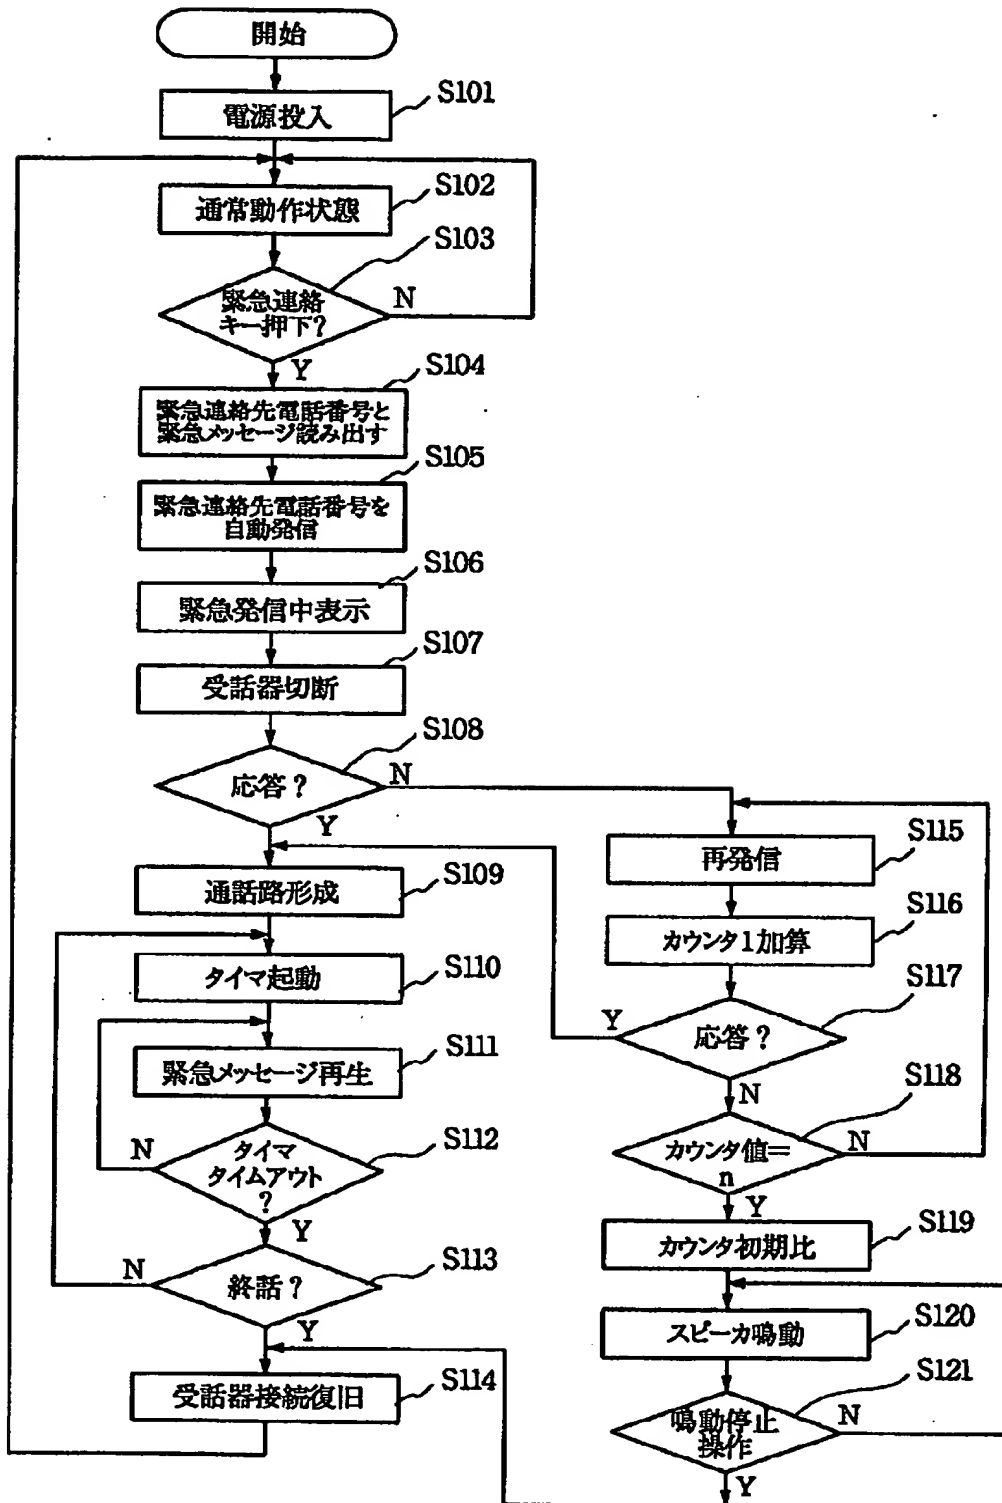 開始
S101
電源投入
S102
通常動作状態
S103
緊急連絡
キー押下?
N
Y
S104
緊急連絡先電話番号と
緊急メッセージ読み出す
S105
緊急連絡先電話番号を
自動発信
S106
緊急発信中表示
S107
受話器切断
S108
応答?
N
Y
S109
通話路形成
S110
タイマ起動
S111
緊急メッセージ再生
S112
タイマ
タイムアウト
?
N
Y
S113
終話?
N
Y
S114
受話器接続復旧
S115
再発信
S116
カウンタ1加算
S117
応答?
Y
N
S118
カウンタ値=
n
N
Y
S119
カウンタ初期比
S120
スピーカ鳴動
S121
鳴動停止
操作
N
Y